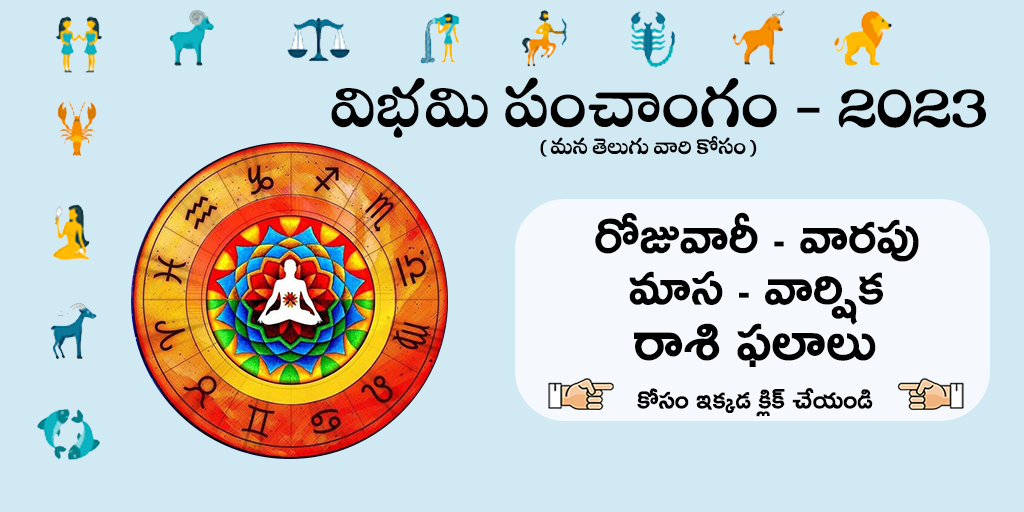 విభమి పంచాంగం - 2023
( మన తెలుగు వారి కోసం )
రోజువారీ - వారపు
మాస - వార్షిక
రాశి ఫలాలు
కోసం ఇక్కడ క్లిక్ చేయండి